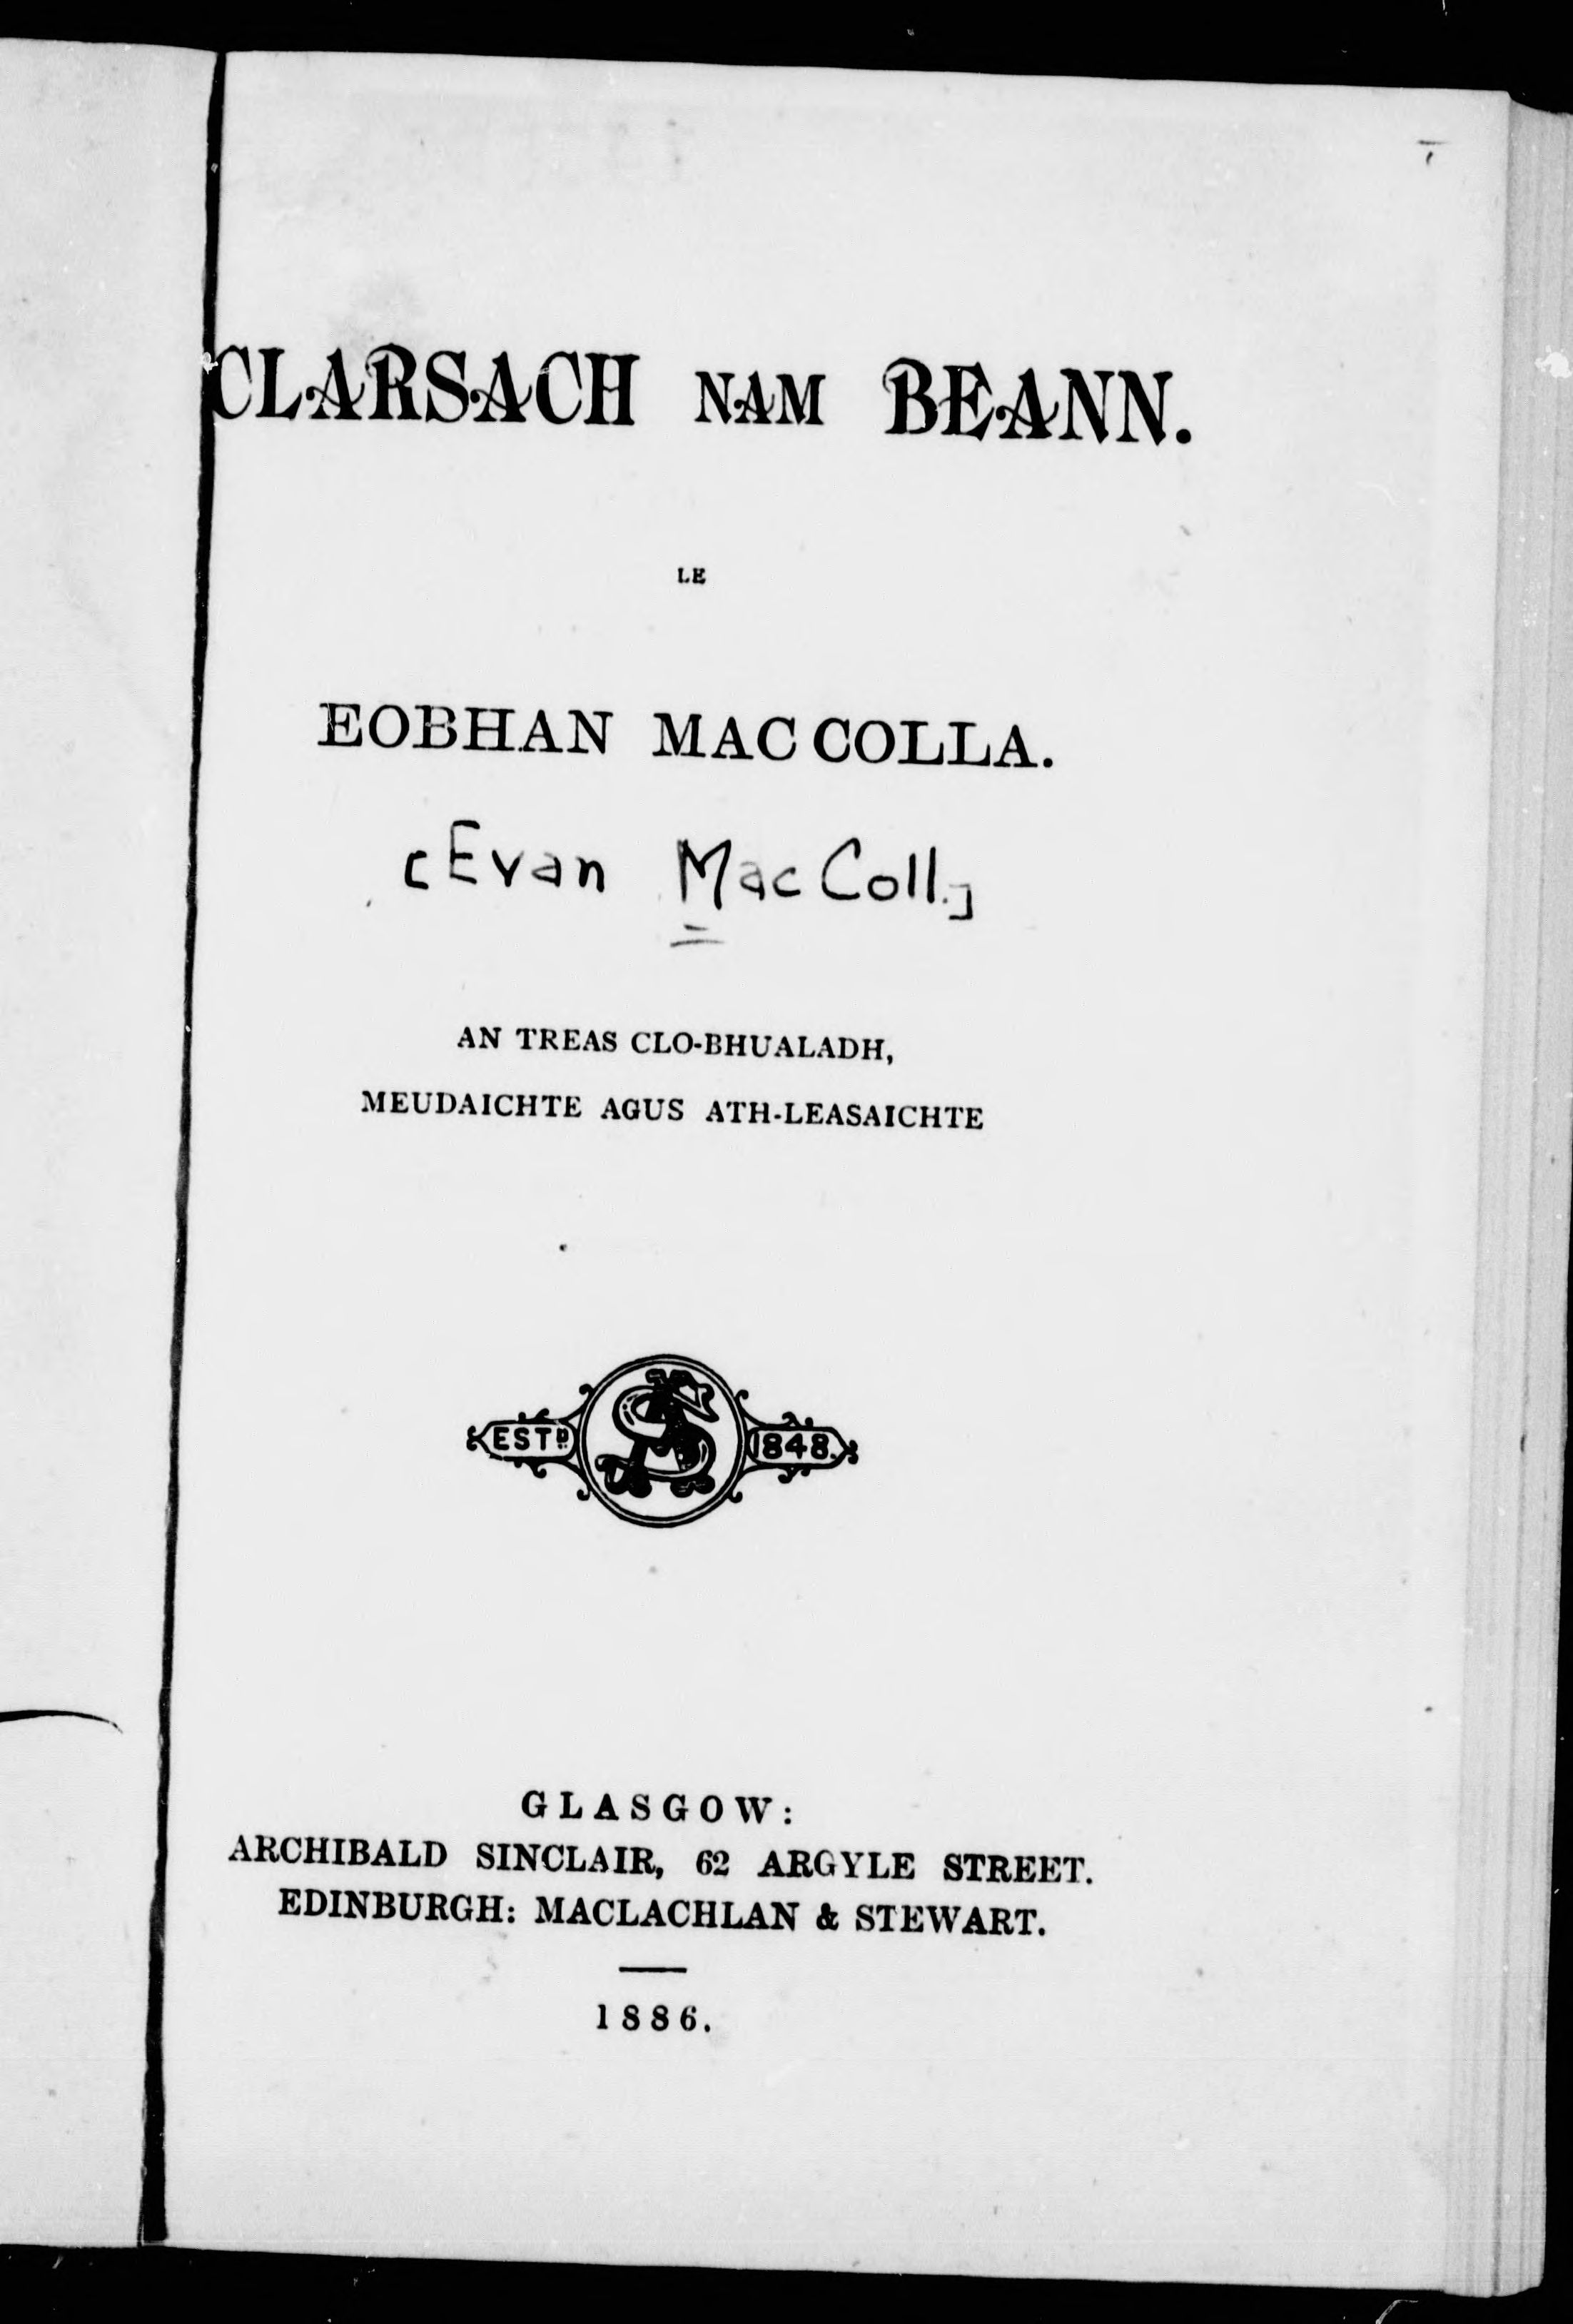 CLARSACH NAM BEANN.
LE
EOBHAN MAC COLLA.
[Evan MacColl.]
AN TREAS CLO-BHUALADH,
MEUDAICHTE AGUS ATH-LEASAICHTE
ESTD. AS 1848.
GLASGOW:
ARCHIBALD SINCLAIR, 62 ARGYLE STREET.
EDINBURGH: MACLACHLAN & STEWART.
1886.